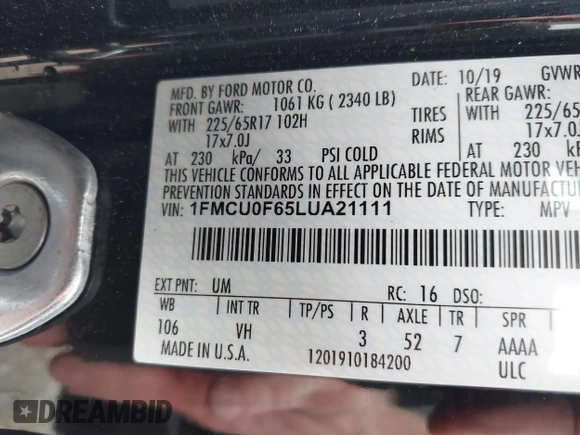 MFD. BY FORD MOTOR CO.
DATE: 10/19 GVWR
FRONT GAWR: 1061 KG ( 2340 LB) REAR GAWR:
WITH 225/65R17 102H TIRES 225/65
17x7.0J RIMS 17x7.0J
AT 230 kPa/ 33 PSI COLD AT 230
THIS VEHICLE CONFORMS TO ALL APPLICABLE FEDERAL MOTOR VEHICLE
PREVENTION STANDARDS IN EFFECT ON THE DATE OF MANUFACTURE
VIN: 1FMCU0F65LUA21111 TYPE: MPV
EXT PNT: UM RC: 16 DSO:
WB INT TR TP/PS R AXLE TR SPR
106 VH 3 52 7 AAAA
MADE IN U.S.A. 1201910184200 ULC
DREAMBID